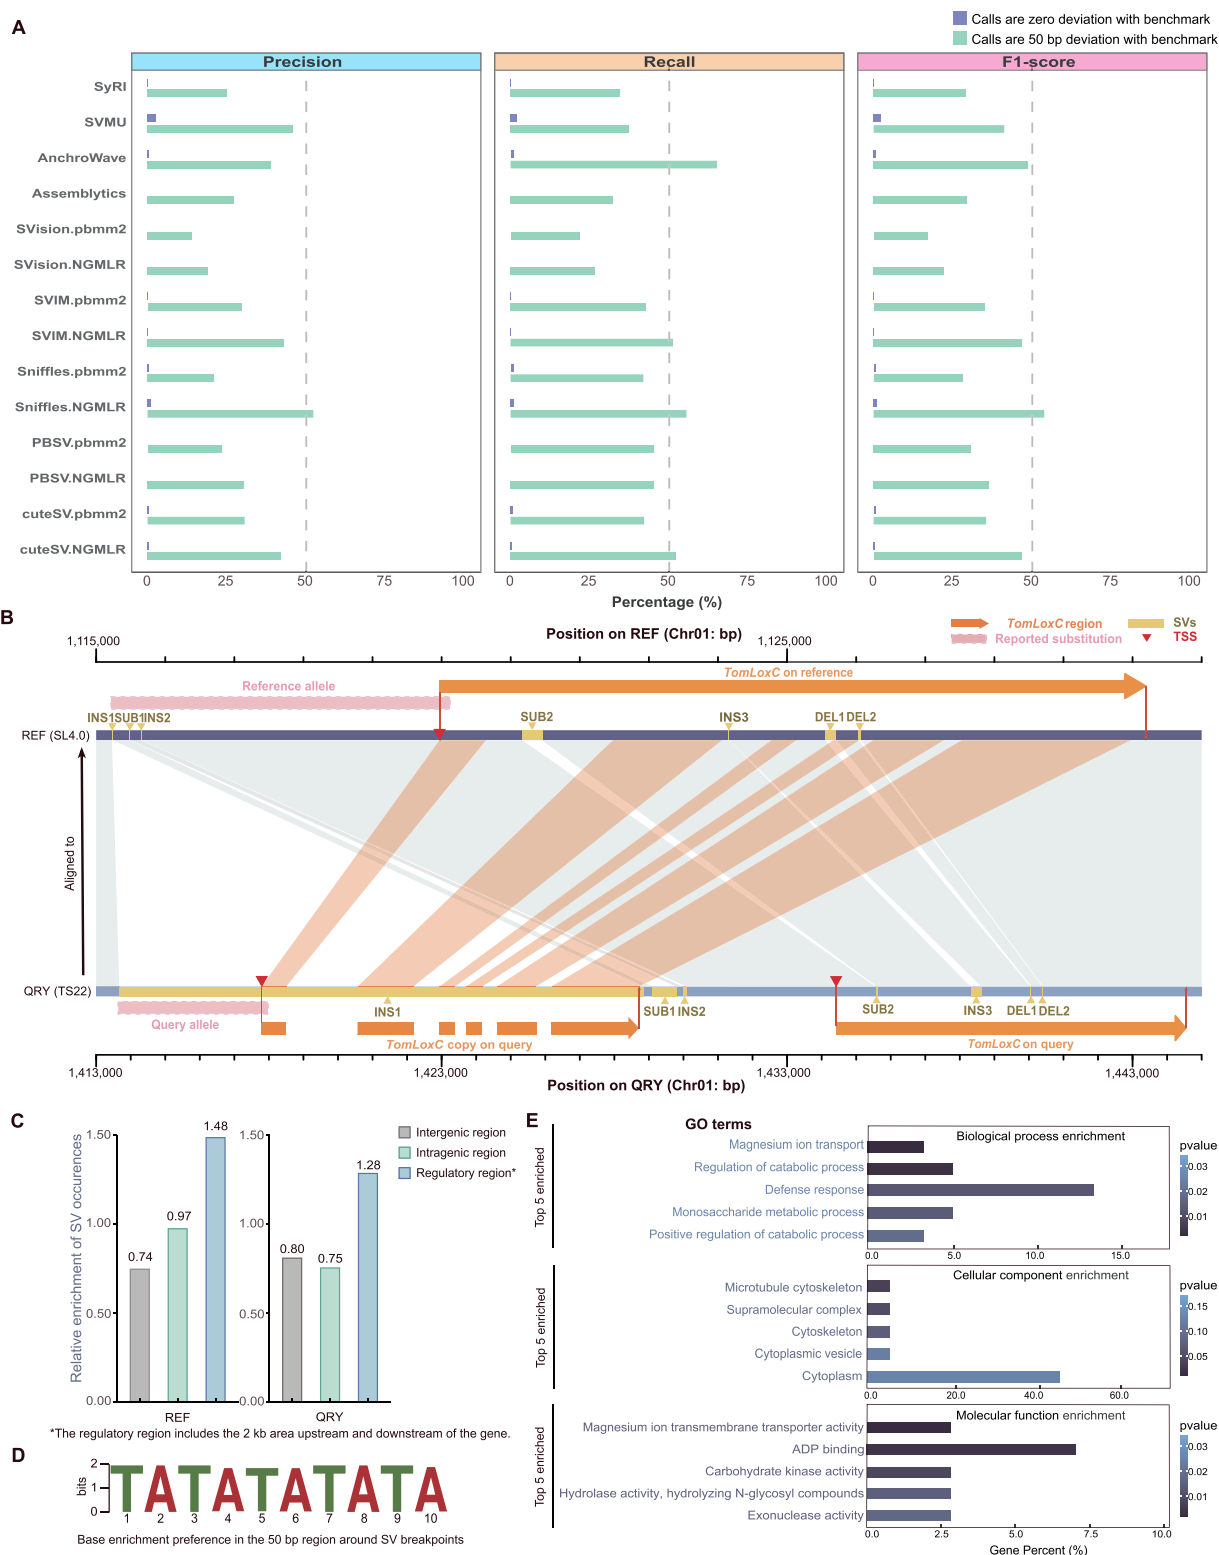 A
Calls are zero deviation with benchmark
Calls are 50 bp deviation with benchmark
Precision
Recall
F1-score
SyRI
SVMU
AnchroWave
Assemblytics
SVision.pbmm2
SVision.NGMLR
SVIM.pbmm2
SVIM.NGMLR
Sniffles.pbmm2
Sniffles.NGMLR
PBSV.pbmm2
PBSV.NGMLR
cuteSV.pbmm2
cuteSV.NGMLR
0 25 50 75 100
0 25 50 75 100
0 25 50 75 100
Percentage (%)
B
1,115,000
Position on REF (Chr01: bp)
1,125,000
TomLoxC region
SVs
Reported substitution
TSS
Reference allele
TomLoxC on reference
INS1 SUB1 INS2 SUB2 INS3 DEL1 DEL2
REF (SL4.0)
Aligned to
QRY (TS22)
Query allele
INS1 SUB1 INS2 SUB2 INS3 DEL1 DEL2
TomLoxC copy on query
TomLoxC on query
1,413,000 1,423,000 1,433,000 1,443,000
Position on QRY (Chr01: bp)
C
Relative enrichment of SV occurences
1.50
1.00
0.50
0.00
0.74
0.97
1.48
REF
1.50
1.00
0.50
0.00
0.80
0.75
1.28
QRY
Intergenic region
Intragenic region
Regulatory region*
*The regulatory region includes the 2 kb area upstream and downstream of the gene.
D
bits
2
1
0
TATATATATA
1 2 3 4 5 6 7 8 9 10
Base enrichment preference in the 50 bp region around SV breakpoints
E
GO terms
Top 5 enriched
Biological process enrichment
Magnesium ion transport
Regulation of catabolic process
Defense response
Monosaccharide metabolic process
Positive regulation of catabolic process
0.0 5.0 10.0 15.0
pvalue
0.03
0.02
0.01
Top 5 enriched
Cellular component enrichment
Microtubule cytoskeleton
Supramolecular complex
Cytoskeleton
Cytoplasmic vesicle
Cytoplasm
0.0 20.0 40.0 60.0
pvalue
0.15
0.10
0.05
Top 5 enriched
Molecular function enrichment
Magnesium ion transmembrane transporter activity
ADP binding
Carbohydrate kinase activity
Hydrolase activity, hydrolyzing N-glycosyl compounds
Exonuclease activity
0.0 2.5 5.0 7.5 10.0
Gene Percent (%)
pvalue
0.03
0.02
0.01